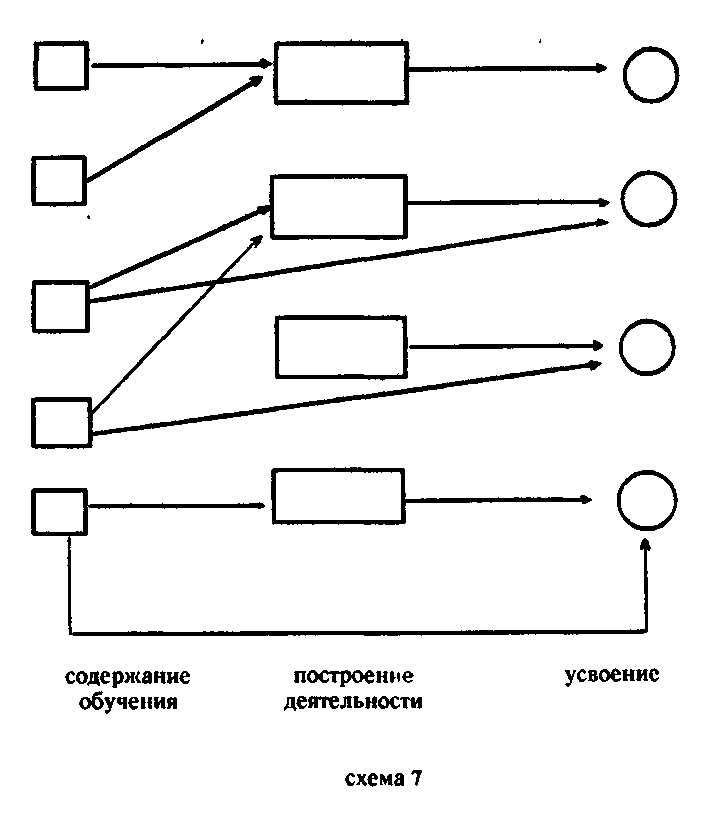 содержание
обучения
построение
деятельности
усвоение
схема 7